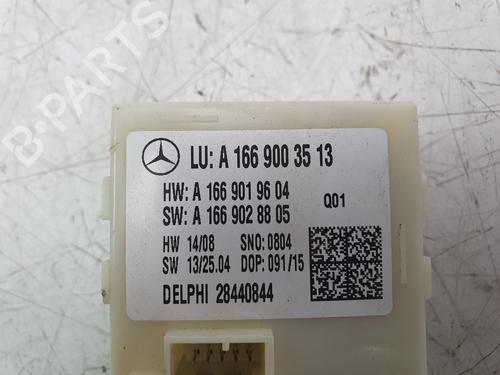 B-PARTS
LU: A 166 900 35 13
HW: A 166 901 96 04
SW: A 166 902 88 05
Q01
HW 14/08 SNO: 0804
SW 13/25.04 DOP: 091/15
DELPHI 28440844